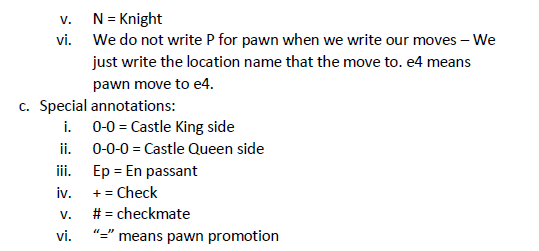 v. N = Knight
vi. We do not write P for pawn when we write our moves – We
just write the location name that the move to. e4 means
pawn move to e4.
c. Special annotations:
i. 0-0 = Castle King side
ii. 0-0-0 = Castle Queen side
iii. Ep = En passant
iv. + = Check
v. # = checkmate
vi. “=” means pawn promotion